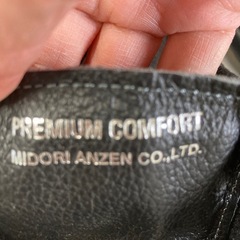 PREMIUM COMFORT
MIDORI ANZEN CO.,LTD.